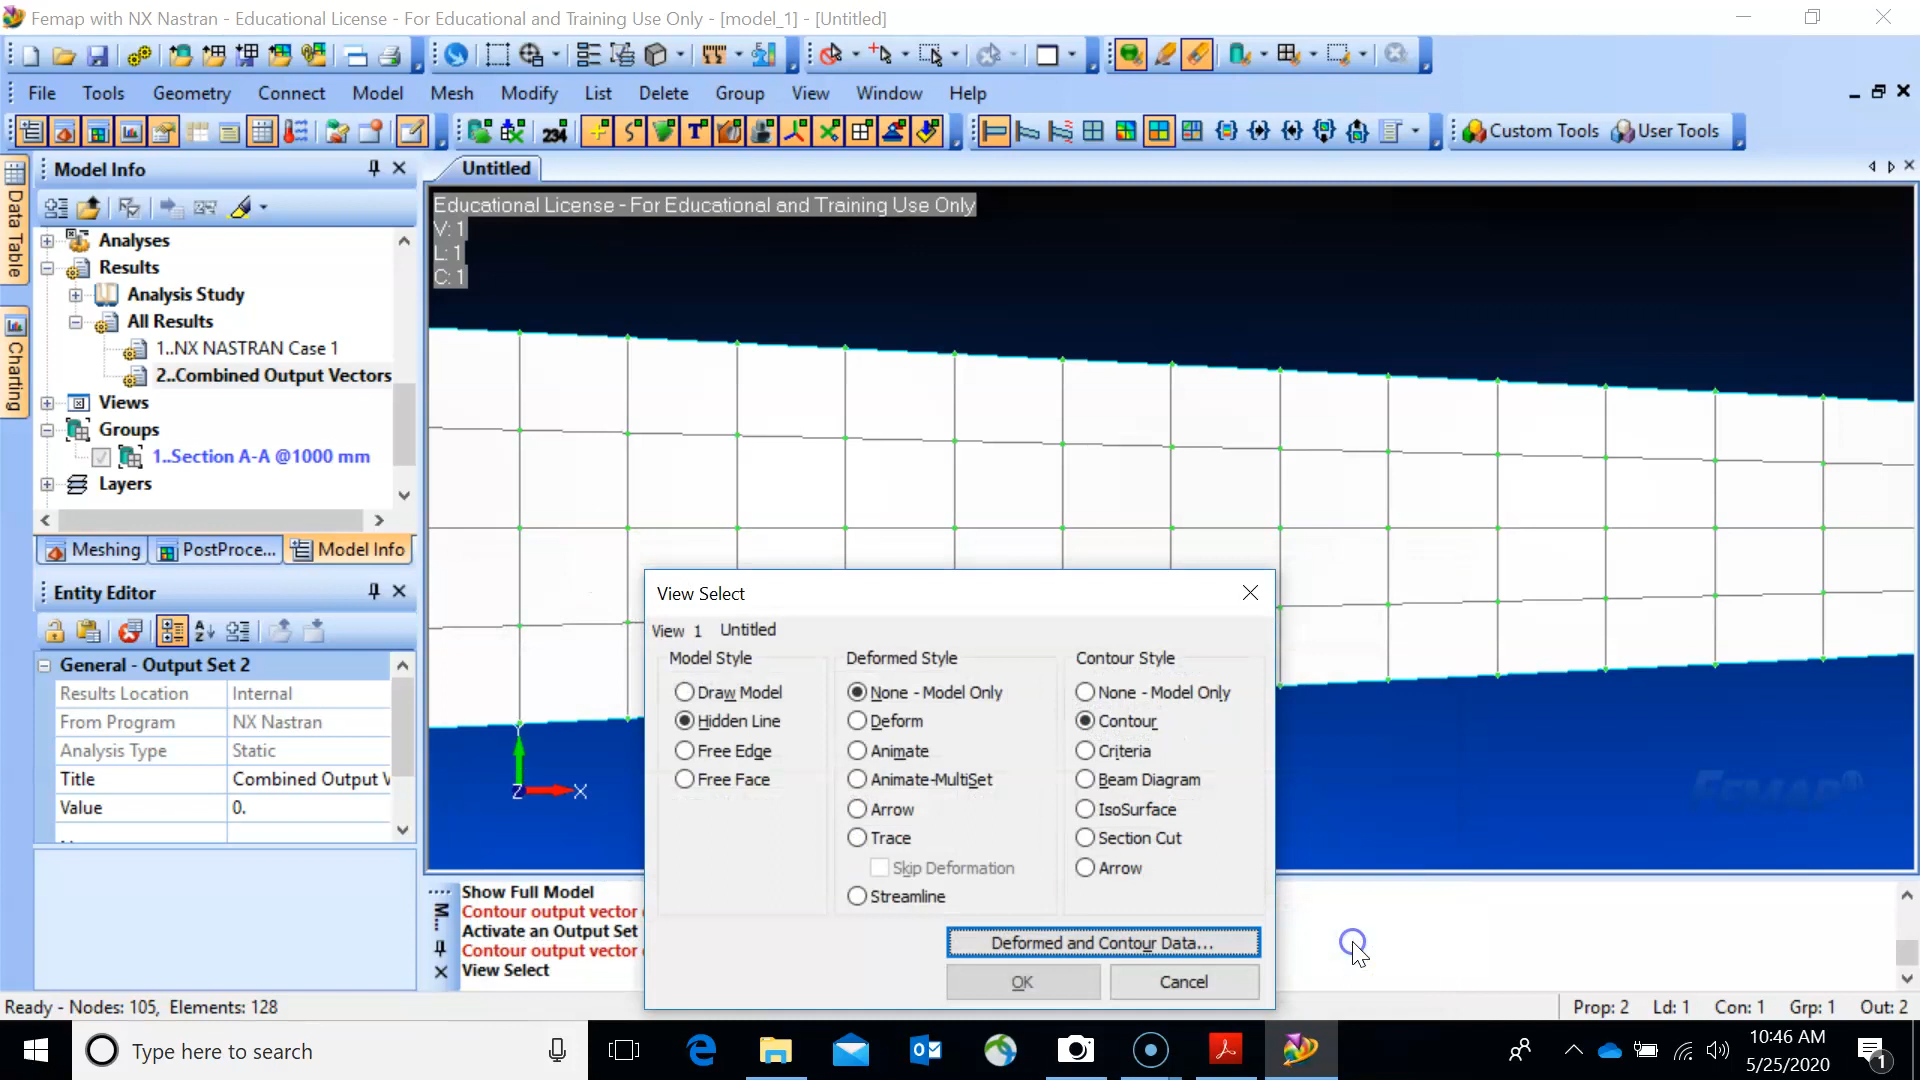 Femap with NX Nastran - Educational License - For Educational and Training Use Only - [model_1] - [Untitled]
File Tools Geometry Connect Model Mesh Modify List Delete Group View Window Help
234 T Custom Tools User Tools
Model Info
Untitled
Data Table
Charting
Educational License - For Educational and Training Use Only
V: 1
L: 1
C: 1
Analyses
Results
Analysis Study
All Results
1..NX NASTRAN Case 1
2..Combined Output Vectors
Views
Groups
1..Section A-A @1000 mm
Layers
Meshing PostProce... Model Info
Entity Editor
General - Output Set 2
Results Location Internal
From Program NX Nastran
Analysis Type Static
Title Combined Output V
Value 0.
Y
Z X
FEMAP
View Select
View 1 Untitled
Model Style Deformed Style Contour Style
Draw Model None - Model Only None - Model Only
Hidden Line Deform Contour
Free Edge Animate Criteria
Free Face Animate-MultiSet Beam Diagram
Arrow IsoSurface
Trace Section Cut
Skip Deformation Arrow
Streamline
Deformed and Contour Data...
OK Cancel
M...
Show Full Model
Contour output vector
Activate an Output Set
Contour output vector
View Select
Ready - Nodes: 105, Elements: 128 Prop: 2 Ld: 1 Con: 1 Grp: 1 Out: 2
Type here to search
10:46 AM
5/25/2020
1